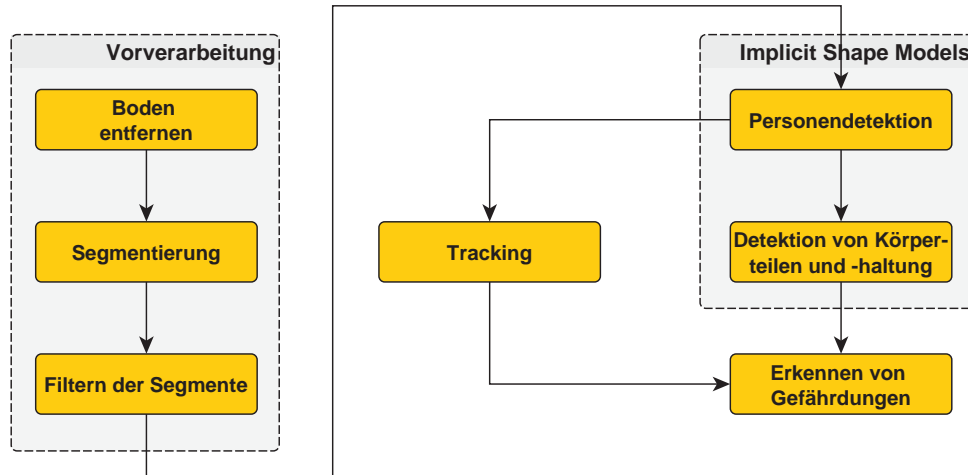 Vorverarbeitung
Boden
entfernen
Segmentierung
Filtern der Segmente
Implicit Shape Models
Personendetektion
Tracking
Detektion von Körper-
teilen und -haltung
Erkennen von
Gefährdungen